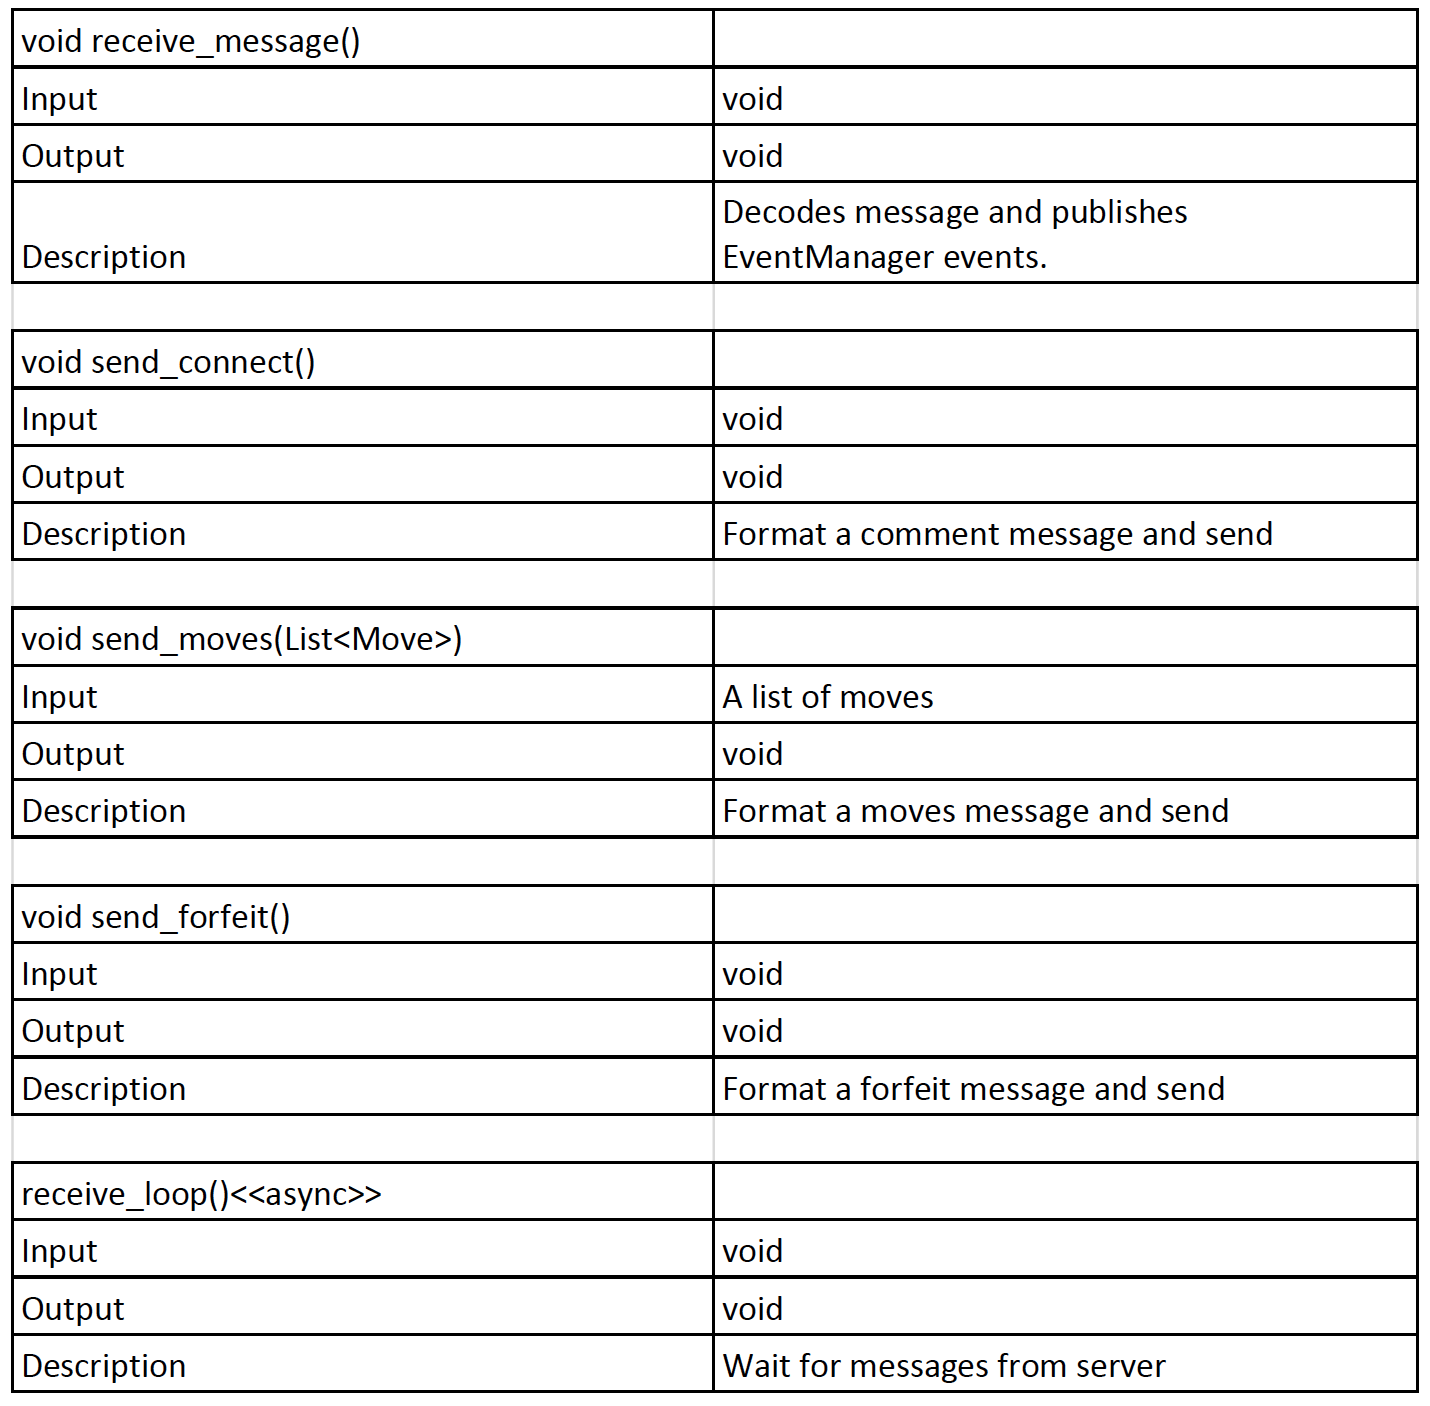 void receive_message()
Input void
Output void
Decodes message and publishes
Description EventManager events.
void send_connect()
Input void
Output void
Description Format a comment message and send
void send_moves(List<Move>)
Input A list of moves
Output void
Description Format a moves message and send
void send_forfeit()
Input void
Output void
Description Format a forfeit message and send
receive_loop()<<async>>
Input void
Output void
Description Wait for messages from server